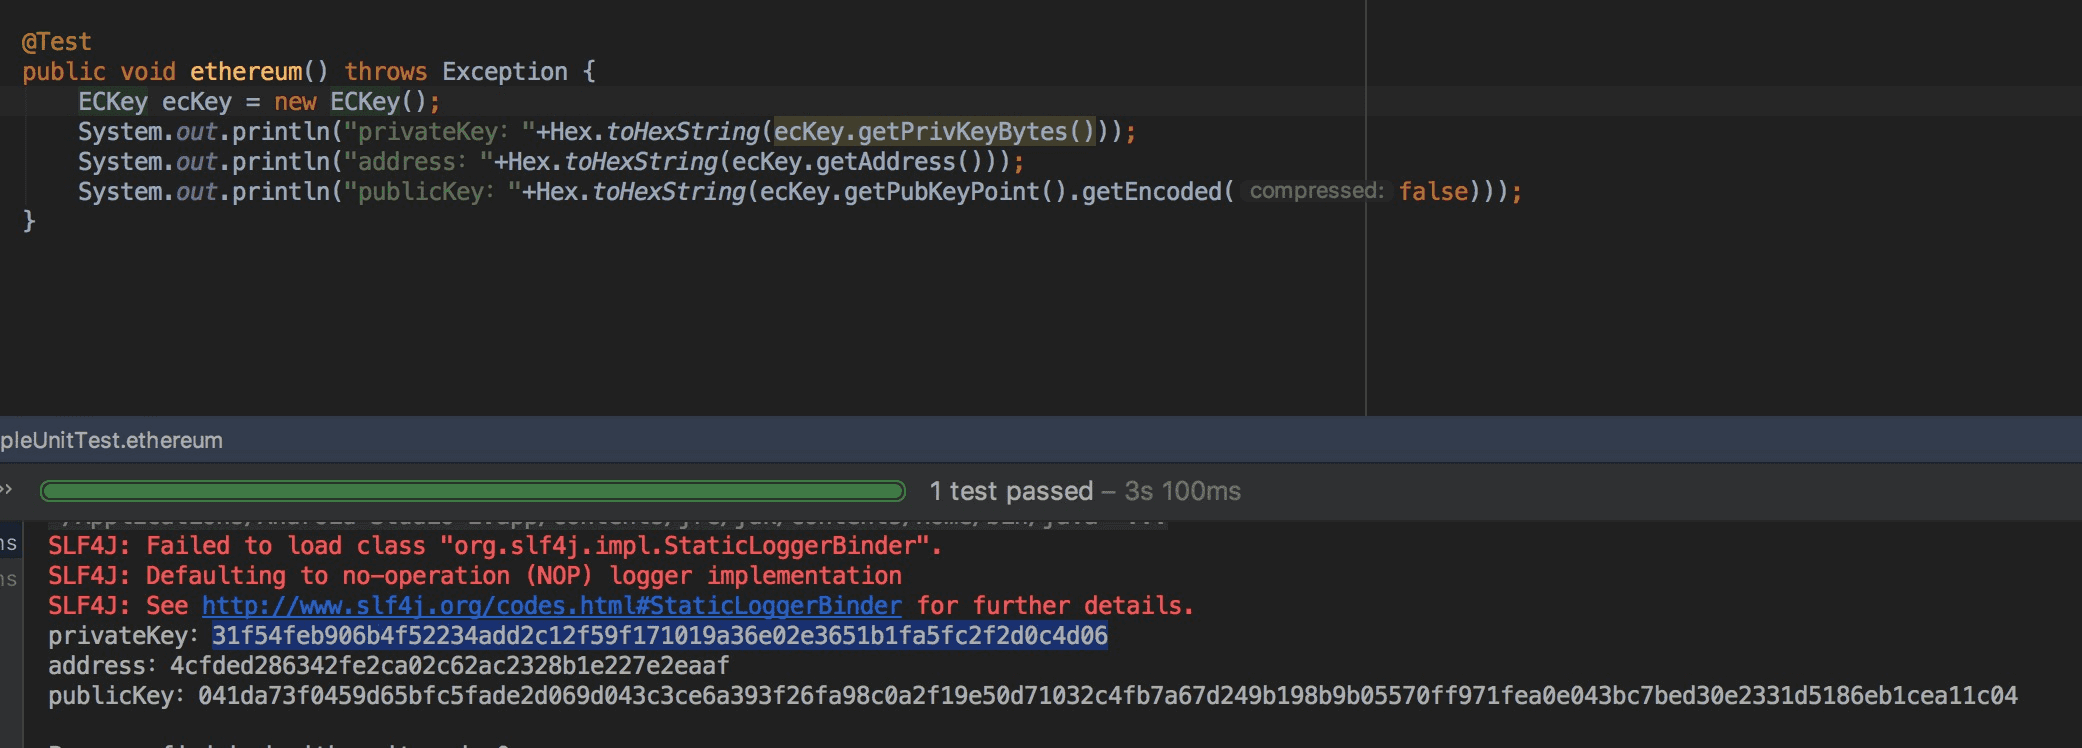 @Test
public void ethereum() throws Exception {
ECKey ecKey = new ECKey();
System.out.println("privateKey: "+Hex.toHexString(ecKey.getPrivKeyBytes()));
System.out.println("address: "+Hex.toHexString(ecKey.getAddress()));
System.out.println("publicKey: "+Hex.toHexString(ecKey.getPubKeyPoint().getEncoded( compressed: false)));
}
pleUnitTest.ethereum
» 1 test passed – 3s 100ms
ms
SLF4J: Failed to load class "org.slf4j.impl.StaticLoggerBinder".
ms
SLF4J: Defaulting to no-operation (NOP) logger implementation
SLF4J: See http://www.slf4j.org/codes.html#StaticLoggerBinder for further details.
privateKey: 31f54feb906b4f52234add2c12f59f171019a36e02e3651b1fa5fc2f2d0c4d06
address: 4cfded286342fe2ca02c62ac2328b1e227e2eaaf
publicKey: 041da73f0459d65bfc5fade2d069d043c3ce6a393f26fa98c0a2f19e50d71032c4fb7a67d249b198b9b05570ff971fea0e043bc7bed30e2331d5186eb1cea11c04